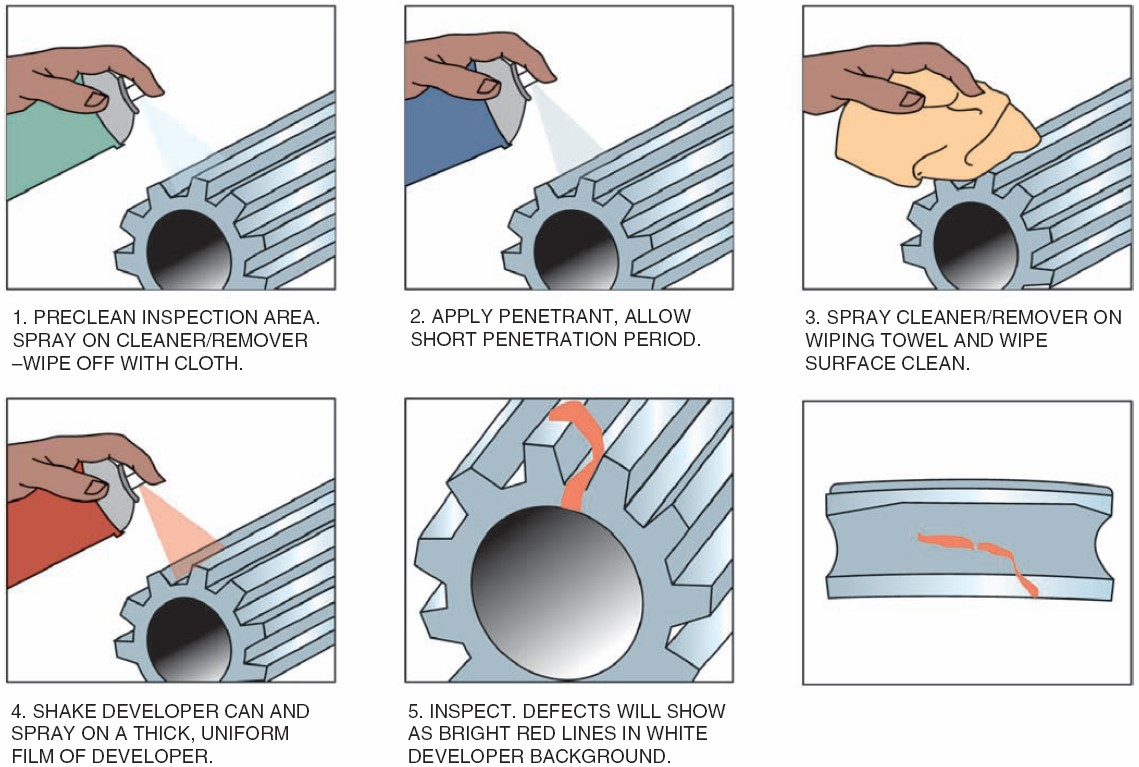 1. PRECLEAN INSPECTION AREA.
SPRAY ON CLEANER/REMOVER
–WIPE OFF WITH CLOTH.
2. APPLY PENETRANT, ALLOW
SHORT PENETRATION PERIOD.
3. SPRAY CLEANER/REMOVER ON
WIPING TOWEL AND WIPE
SURFACE CLEAN.
4. SHAKE DEVELOPER CAN AND
SPRAY ON A THICK, UNIFORM
FILM OF DEVELOPER.
5. INSPECT. DEFECTS WILL SHOW
AS BRIGHT RED LINES IN WHITE
DEVELOPER BACKGROUND.